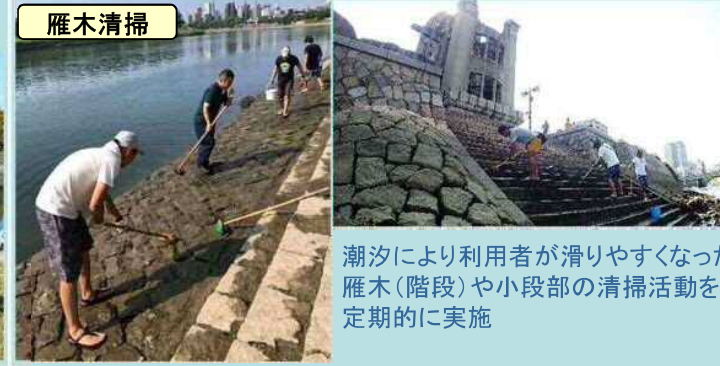 雁木清掃
潮汐により利用者が滑りやすくなった
雁木(階段)や小段部の清掃活動を
定期的に実施